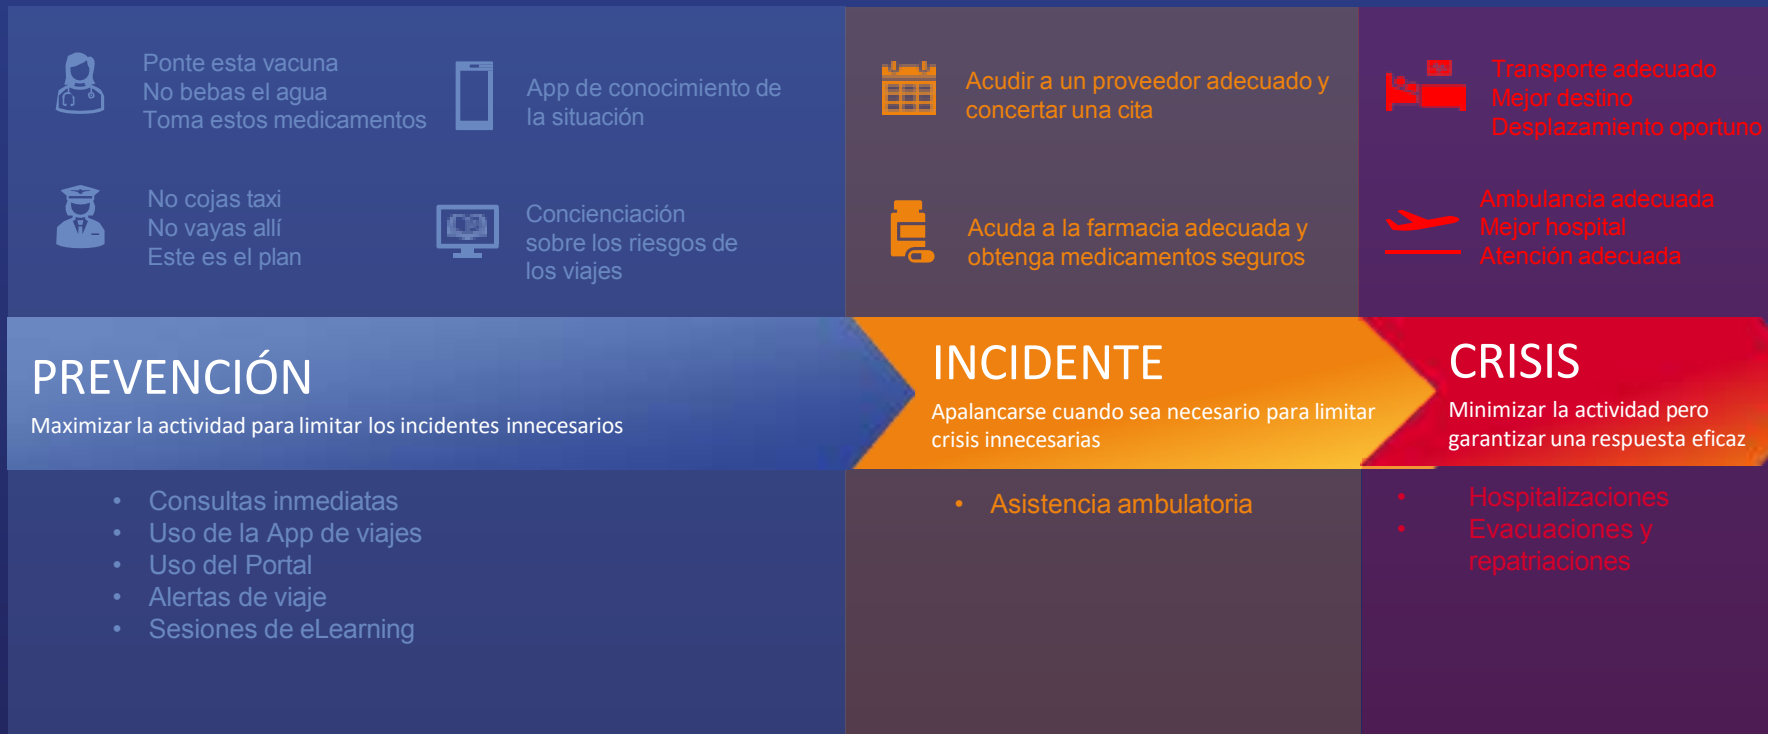 Ponte esta vacuna
No bebas el agua
Toma estos medicamentos
App de conocimiento de
la situación
No cojas taxi
No vayas allí
Este es el plan
Concienciación
sobre los riesgos de
los viajes
Acudir a un proveedor adecuado y
concertar una cita
Acuda a la farmacia adecuada y
obtenga medicamentos seguros
Transporte adecuado
Mejor destino
Desplazamiento oportuno
Ambulancia adecuada
Mejor hospital
Atención adecuada
PREVENCIÓN
Maximizar la actividad para limitar los incidentes innecesarios
INCIDENTE
Apalancarse cuando sea necesario para limitar
crisis innecesarias
CRISIS
Minimizar la actividad pero
garantizar una respuesta eficaz
• Consultas inmediatas
• Uso de la App de viajes
• Uso del Portal
• Alertas de viaje
• Sesiones de eLearning
• Asistencia ambulatoria
• Hospitalizaciones
• Evacuaciones y
repatriaciones